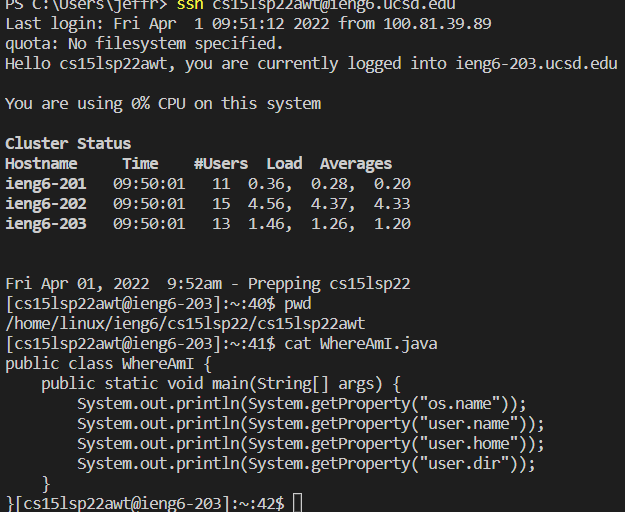 PS C:\Users\jeffr> ssh cs15lsp22awt@ieng6.ucsd.edu
Last login: Fri Apr  1 09:51:12 2022 from 100.81.39.89
quota: No filesystem specified.
Hello cs15lsp22awt, you are currently logged into ieng6-203.ucsd.edu
You are using 0% CPU on this system
Cluster Status
Hostname     Time    #Users  Load  Averages
ieng6-201   09:50:01   11  0.36,  0.28,  0.20
ieng6-202   09:50:01   15  4.56,  4.37,  4.33
ieng6-203   09:50:01   13  1.46,  1.26,  1.20
Fri Apr 01, 2022  9:52am - Prepping cs15lsp22
[cs15lsp22awt@ieng6-203]:~:40$ pwd
/home/linux/ieng6/cs15lsp22/cs15lsp22awt
[cs15lsp22awt@ieng6-203]:~:41$ cat WhereAmI.java
public class WhereAmI {
    public static void main(String[] args) {
        System.out.println(System.getProperty("os.name"));
        System.out.println(System.getProperty("user.name"));
        System.out.println(System.getProperty("user.home"));
        System.out.println(System.getProperty("user.dir"));
    }
}[cs15lsp22awt@ieng6-203]:~:42$